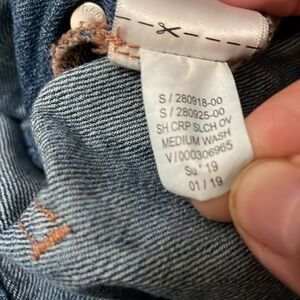 S / 280918-00
S / 280925-00
SH CRP SLCH OV
MEDIUM WASH
V / 000306965
Su ' 19
01 / 19